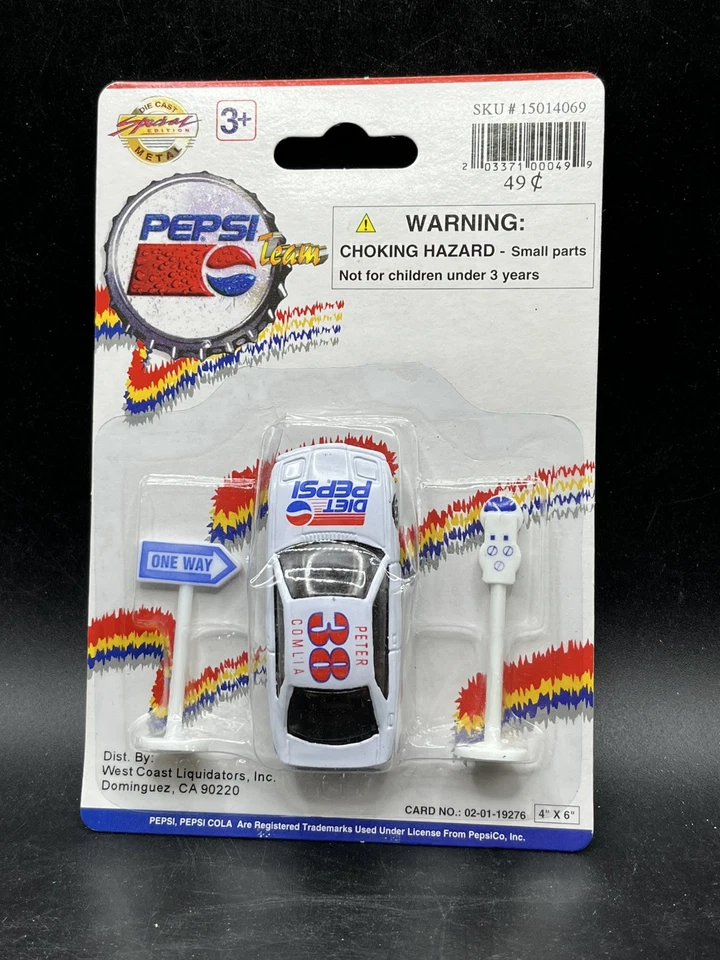 DIE CAST
Special
EDITION
METAL
3+
SKU # 15014069
2 03371 00049 9
49 ¢
PEPSI
Team
WARNING:
CHOKING HAZARD - Small parts
Not for children under 3 years
DIET
PEPSI
ONE WAY
PETER
38
COMLIA
Dist. By:
West Coast Liquidators, Inc.
Dominguez, CA 90220
CARD NO.: 02-01-19276
4" X 6"
PEPSI, PEPSI COLA Are Registered Trademarks Used Under License From PepsiCo, Inc.